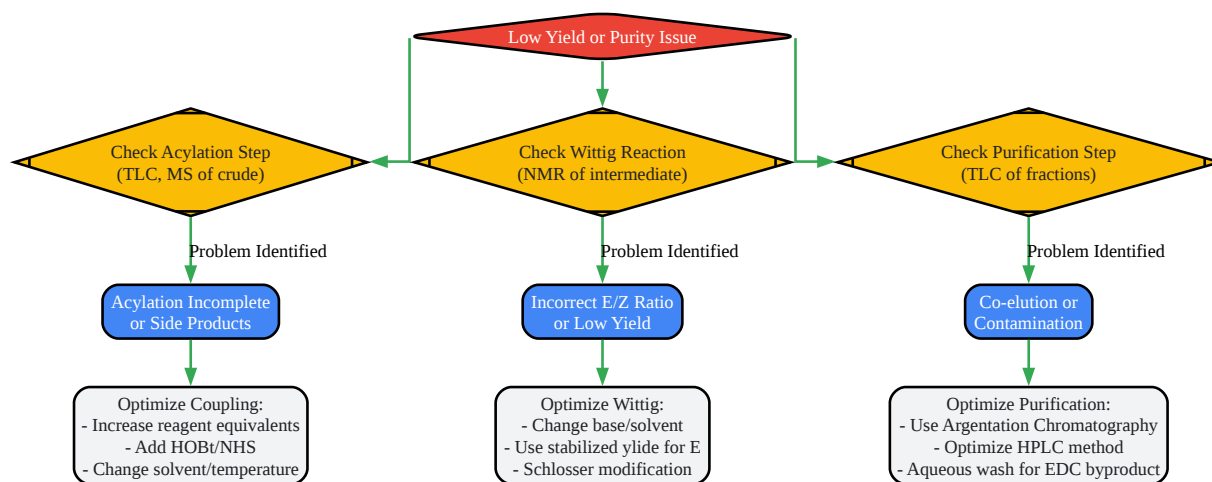 Low Yield or Purity Issue
Check Acylation Step
(TLC, MS of crude)
Check Wittig Reaction
(NMR of intermediate)
Check Purification Step
(TLC of fractions)
Problem Identified
Problem Identified
Problem Identified
Acylation Incomplete
or Side Products
Incorrect E/Z Ratio
or Low Yield
Co-elution or
Contamination
Optimize Coupling:
- Increase reagent equivalents
- Add HOBt/NHS
- Change solvent/temperature
Optimize Wittig:
- Change base/solvent
- Use stabilized ylide for E
- Schlosser modification
Optimize Purification:
- Use Argentation Chromatography
- Optimize HPLC method
- Aqueous wash for EDC byproduct